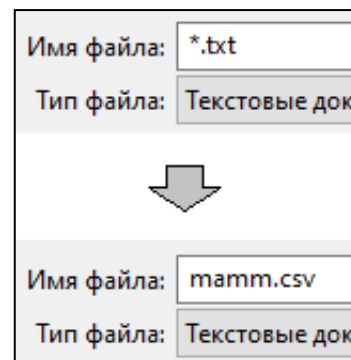 Имя файла: *.txt
Тип файла: Текстовые док
Имя файла: mamm.csv
Тип файла: Текстовые док